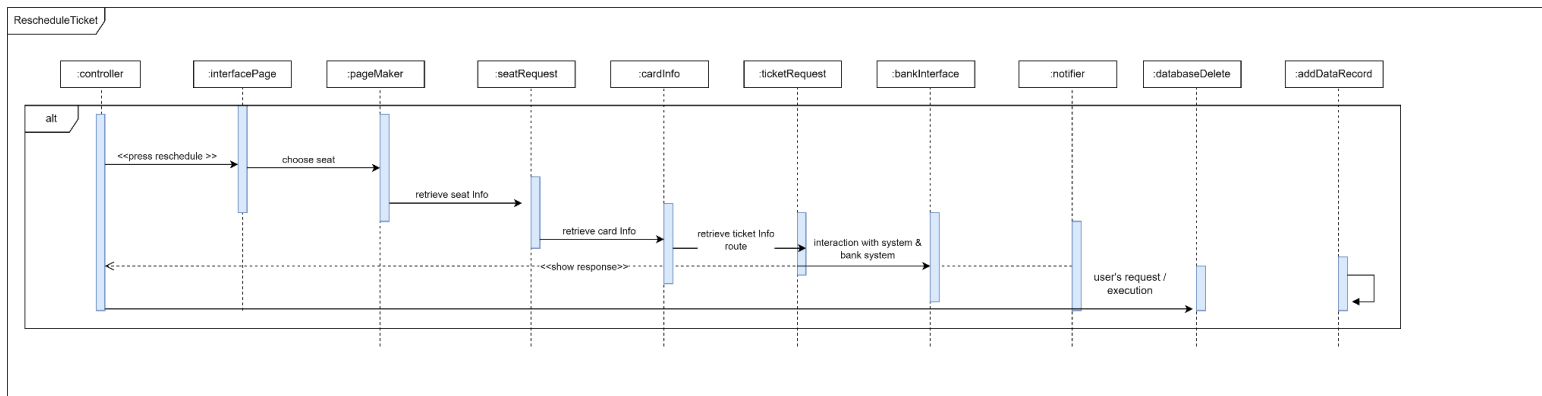 RescheduleTicket
:controller
:interfacePage
:pageMaker
:seatRequest
:cardInfo
:ticketRequest
:bankInterface
:notifier
:databaseDelete
:addDataRecord
alt
<<press reschedule >>
choose seat
retrieve seat Info
retrieve card Info
retrieve ticket Info
route
interaction with system &
bank system
<<show response>>
user's request /
execution